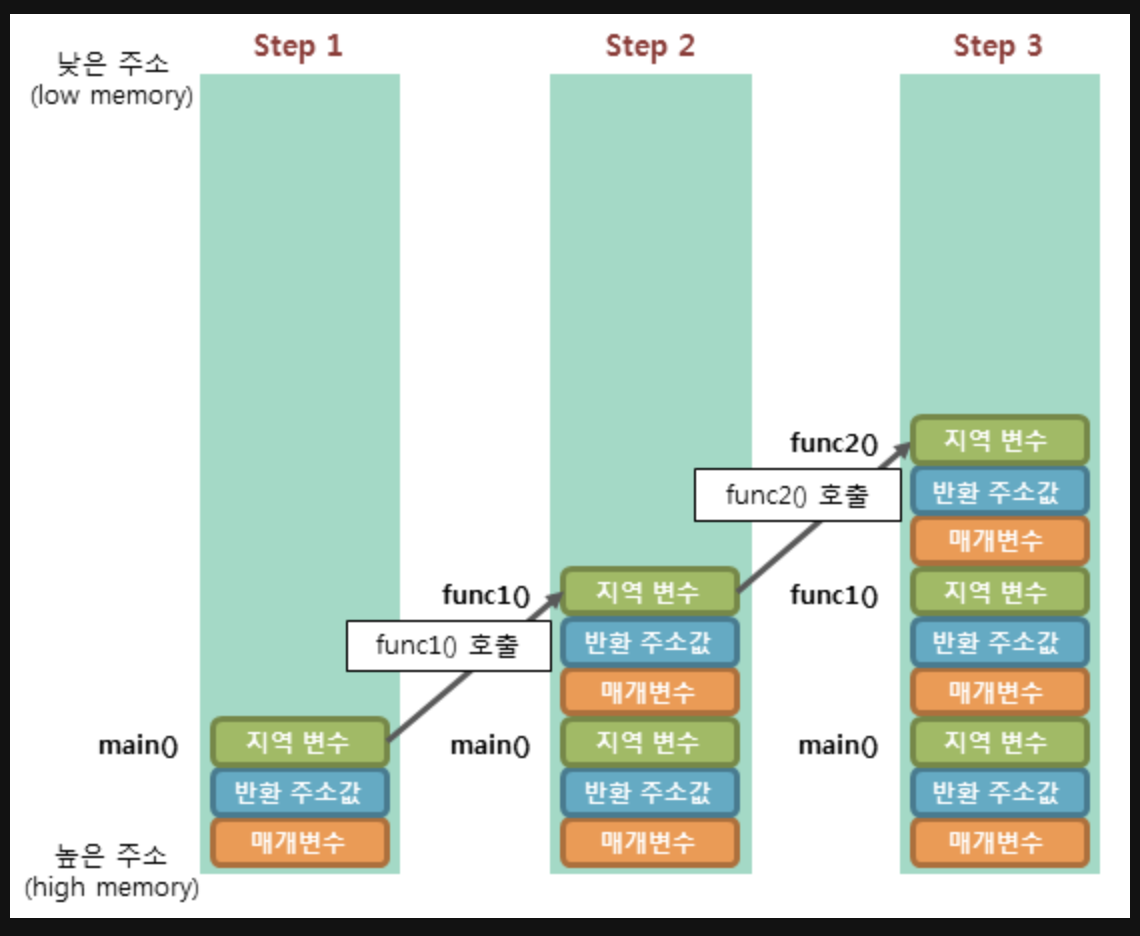 Step 1
Step 2
Step 3
낮은 주소
(low memory)
func2()
지역 변수
func2() 호출
반환 주소값
매개변수
func1()
지역 변수
func1()
지역 변수
func1() 호출
반환 주소값
반환 주소값
매개변수
매개변수
main()
지역 변수
main()
지역 변수
main()
지역 변수
반환 주소값
반환 주소값
반환 주소값
매개변수
매개변수
매개변수
높은 주소
(high memory)